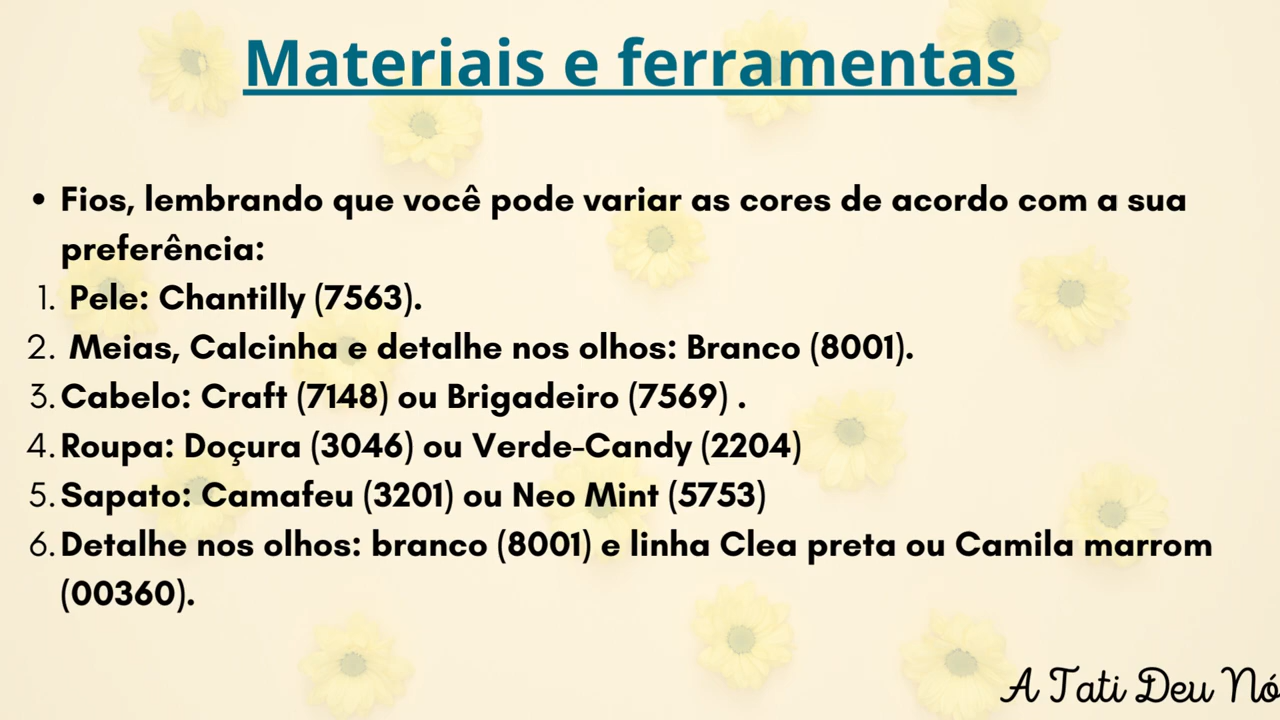 Materiais e ferramentas
• Fios, lembrando que você pode variar as cores de acordo com a sua
preferência:
1. Pele: Chantilly (7563).
2. Meias, Calcinha e detalhe nos olhos: Branco (8001).
3. Cabelo: Craft (7148) ou Brigadeiro (7569) .
4. Roupa: Doçura (3046) ou Verde-Candy (2204)
5. Sapato: Camafeu (3201) ou Neo Mint (5753)
6. Detalhe nos olhos: branco (8001) e linha Clea preta ou Camila marrom
(00360).
A Tati Deu Nó